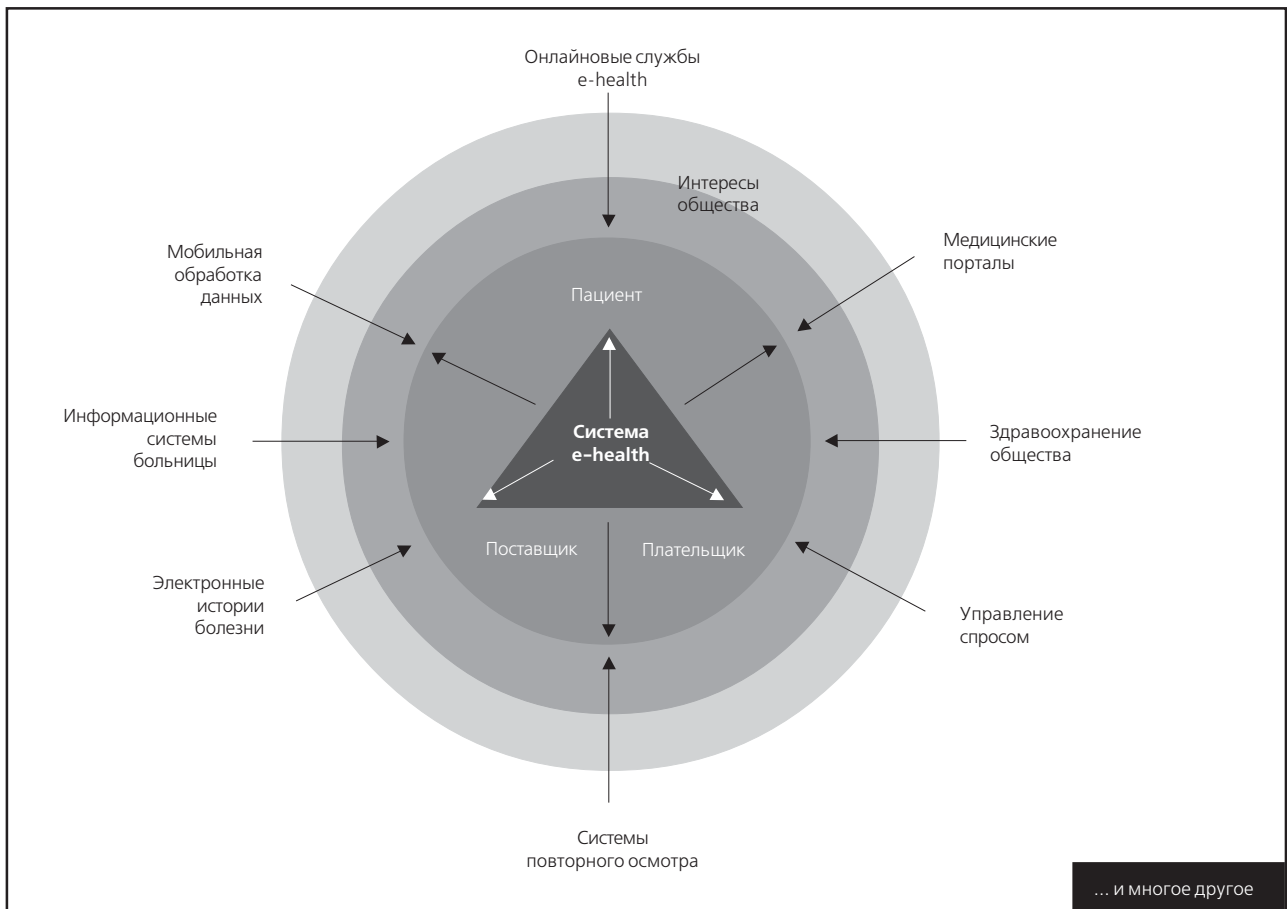 Онлайновые службы
e-health
Интересы
общества
Мобильная
обработка
данных
Медицинские
порталы
Пациент
Информационные
системы
больницы
Система
e-health
Здравоохранение
общества
Поставщик
Плательщик
Электронные
истории
болезни
Управление
спросом
Системы
повторного осмотра
... и многое другое